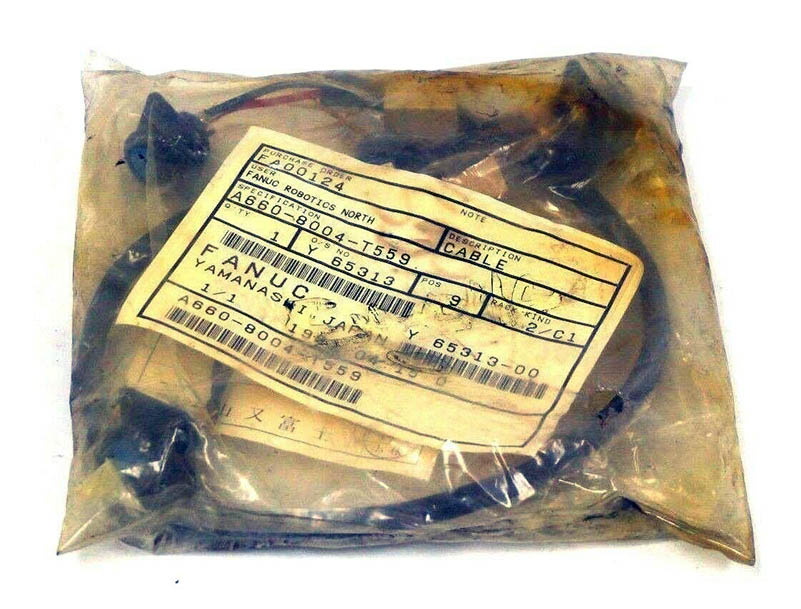 PURCHASE ORDER
FA00124
NOTE
USER
FANUC ROBOTICS NORTH
SPECIFICATION
A660-8004-T559
DESCRIPTION
CABLE
Q'TY
1
O/S NO
Y 65313
POS
9
RACK-KIND
2/C1
FANUC
YAMANASHI, JAPAN
Y 65313-00
1/1
A660-8004-T559